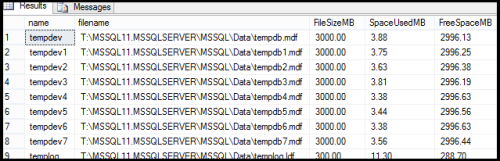 Results Messages
name filename FileSizeMB SpaceUsedMB FreeSpaceMB
1 tempdev T:\MSSQL11.MSSQLSERVER\MSSQL\Data\tempdb.mdf 3000.00 3.88 2996.13
2 tempdev1 T:\MSSQL11.MSSQLSERVER\MSSQL\Data\tempdb1.mdf 3000.00 3.75 2996.25
3 tempdev2 T:\MSSQL11.MSSQLSERVER\MSSQL\Data\tempdb2.mdf 3000.00 3.63 2996.38
4 tempdev3 T:\MSSQL11.MSSQLSERVER\MSSQL\Data\tempdb3.mdf 3000.00 3.81 2996.19
5 tempdev4 T:\MSSQL11.MSSQLSERVER\MSSQL\Data\tempdb4.mdf 3000.00 3.38 2996.63
6 tempdev5 T:\MSSQL11.MSSQLSERVER\MSSQL\Data\tempdb5.mdf 3000.00 3.44 2996.56
7 tempdev6 T:\MSSQL11.MSSQLSERVER\MSSQL\Data\tempdb6.mdf 3000.00 3.38 2996.63
8 tempdev7 T:\MSSQL11.MSSQLSERVER\MSSQL\Data\tempdb7.mdf 3000.00 3.56 2996.44
9 templog T:\MSSQL11.MSSQLSERVER\MSSQL\Data\templog.ldf 300.00 11.30 288.70